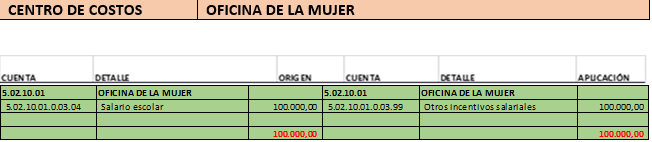 CENTRO DE COSTOS OFICINA DE LA MUJER
CUENTA DETALLE ORIGEN CUENTA DETALLE APLICACIÓN
5.02.10.01 OFICINA DE LA MUJER 5.02.10.01 OFICINA DE LA MUJER
5.02.10.01.0.03.04 Salario escolar 100.000,00 5.02.10.01.0.03.99 Otros incentivos salariales 100.000,00
100.000,00 100.000,00